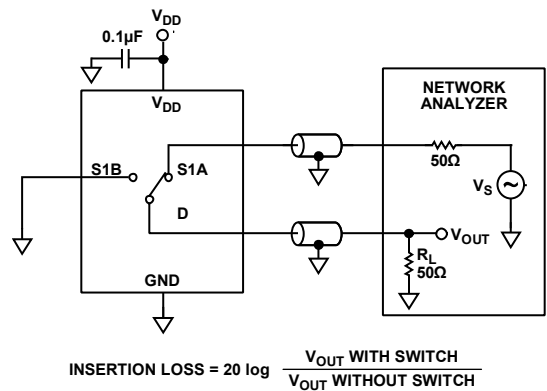 VDD
0.1µF
VDD
NETWORK
ANALYZER
S1B
S1A
50Ω
VS
D
VOUT
RL
50Ω
GND
INSERTION LOSS = 20 log VOUT WITH SWITCH
VOUT WITHOUT SWITCH